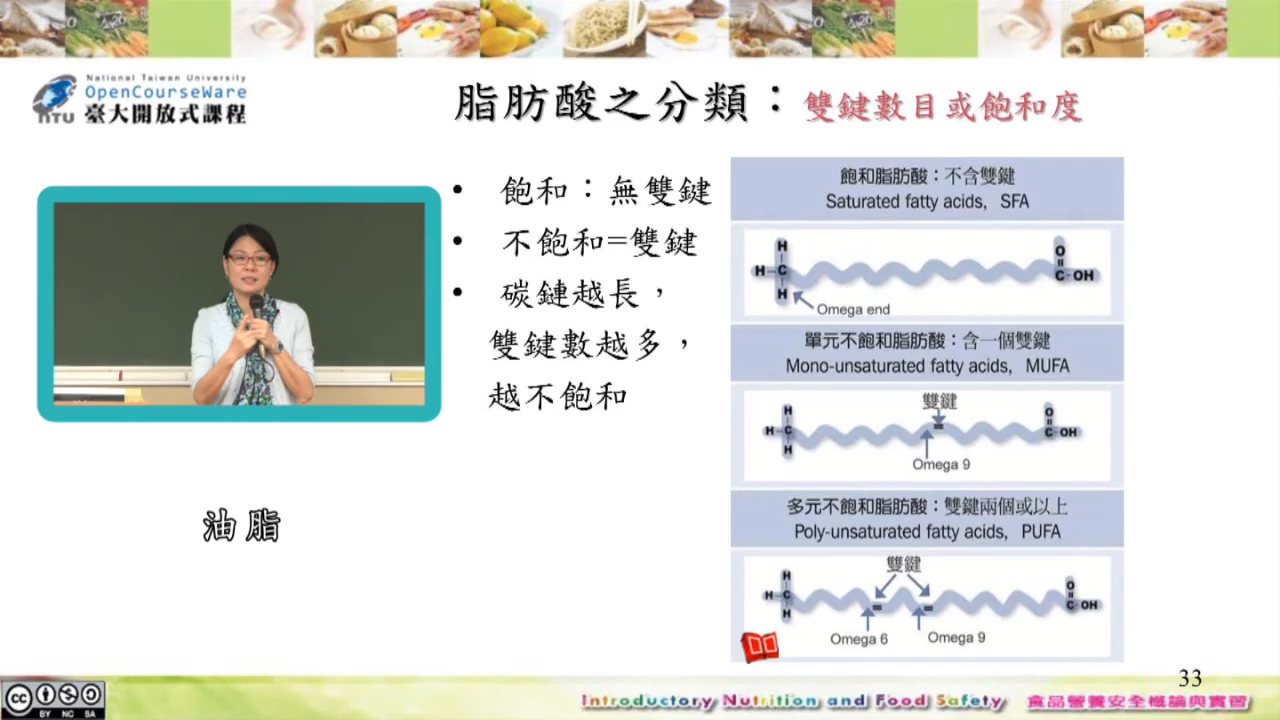 National Taiwan University
OpenCourseWare
NTU 臺大開放式課程
脂肪酸之分類：雙鍵數目或飽和度
• 飽和：無雙鍵
• 不飽和=雙鍵
• 碳鏈越長，
雙鍵數越多，
越不飽和
油脂
飽和脂肪酸：不含雙鍵
Saturated fatty acids, SFA
H
H C
H
O
C OH
Omega end
單元不飽和脂肪酸：含一個雙鍵
Mono-unsaturated fatty acids, MUFA
雙鍵
H
H C
H
O
C OH
Omega 9
多元不飽和脂肪酸：雙鍵兩個或以上
Poly-unsaturated fatty acids, PUFA
雙鍵
H
H C
H
O
C OH
Omega 6 Omega 9
33
cc BY NC SA
Introductory Nutrition and Food Safety 食品營養安全概論與實習